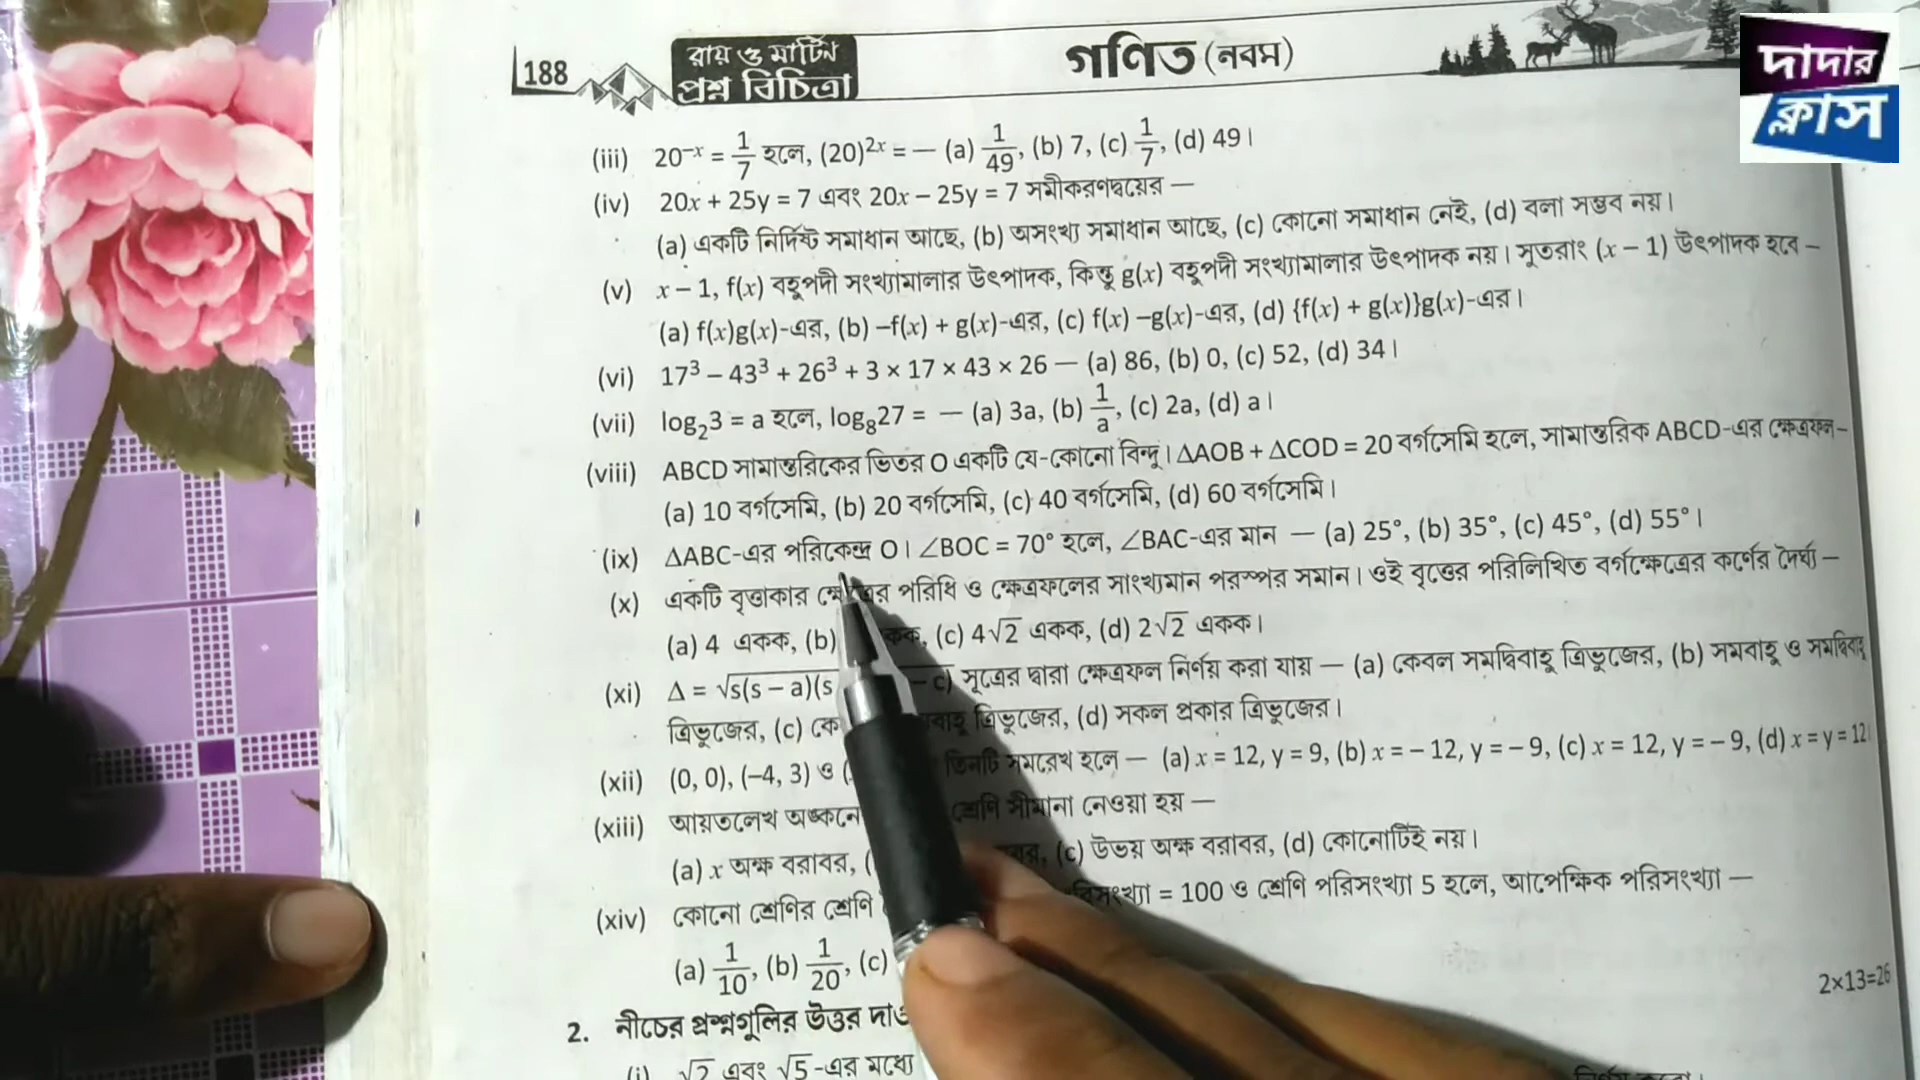 188
রায় ও মার্টিন
প্রশ্ন বিচিত্রা
গণিত (নবম)
দাদার
ক্লাস
(iii) 20⁻ˣ = 1/7 হলে, (20)²ˣ = — (a) 1/49, (b) 7, (c) 1/7, (d) 49।
(iv) 20x + 25y = 7 এবং 20x – 25y = 7 সমীকরণদ্বয়ের —
(a) একটি নির্দিষ্ট সমাধান আছে, (b) অসংখ্য সমাধান আছে, (c) কোনো সমাধান নেই, (d) বলা সম্ভব নয়।
(v) x – 1, f(x) বহুপদী সংখ্যামালার উৎপাদক, কিন্তু g(x) বহুপদী সংখ্যামালার উৎপাদক নয়। সুতরাং (x – 1) উৎপাদক হবে –
(a) f(x)g(x)-এর, (b) –f(x) + g(x)-এর, (c) f(x) –g(x)-এর, (d) {f(x) + g(x)}g(x)-এর।
(vi) 17³ – 43³ + 26³ + 3 × 17 × 43 × 26 — (a) 86, (b) 0, (c) 52, (d) 34।
(vii) log₂3 = a হলে, log₈27 = — (a) 3a, (b) 1/a, (c) 2a, (d) a।
(viii) ABCD সামান্তরিকের ভিতর O একটি যে-কোনো বিন্দু। ΔAOB + ΔCOD = 20 বর্গসেমি হলে, সামান্তরিক ABCD-এর ক্ষেত্রফল–
(a) 10 বর্গসেমি, (b) 20 বর্গসেমি, (c) 40 বর্গসেমি, (d) 60 বর্গসেমি।
(ix) ΔABC-এর পরিকেন্দ্র O। ∠BOC = 70° হলে, ∠BAC-এর মান — (a) 25°, (b) 35°, (c) 45°, (d) 55°।
(x) একটি বৃত্তাকার পরিধি ও ক্ষেত্রফলের সাংখ্যমান পরস্পর সমান। ওই বৃত্তের পরিলিখিত বর্গক্ষেত্রের কর্ণের দৈর্ঘ্য –
(a) 4 একক, (b) (c) 4√2 একক, (d) 2√2 একক।
(xi) Δ = √s(s – a)(s – c) সূত্রের দ্বারা ক্ষেত্রফল নির্ণয় করা যায় — (a) কেবল সমদ্বিবাহু ত্রিভুজের, (b) সমবাহু ও সমদ্বিবাহু
ত্রিভুজের, (c) ত্রিভুজের, (d) সকল প্রকার ত্রিভুজের।
(xii) (0, 0), (–4, 3) ও ( তিনটি সমরেখ হলে — (a) x = 12, y = 9, (b) x = – 12, y = – 9, (c) x = 12, y = – 9, (d) x = y = 12
(xiii) আয়তলেখ অঙ্কনে শ্রেণি সীমানা নেওয়া হয় —
(a) x অক্ষ বরাবর, (c) উভয় অক্ষ বরাবর, (d) কোনোটিই নয়।
(xiv) কোনো শ্রেণির শ্রেণি = 100 ও শ্রেণি পরিসংখ্যা 5 হলে, আপেক্ষিক পরিসংখ্যা —
(a) 1/10, (b) 1/20, (c)
2. নীচের প্রশ্নগুলির উত্তর 2×13=26
(i) √2 এবং √5-এর মধ্যে